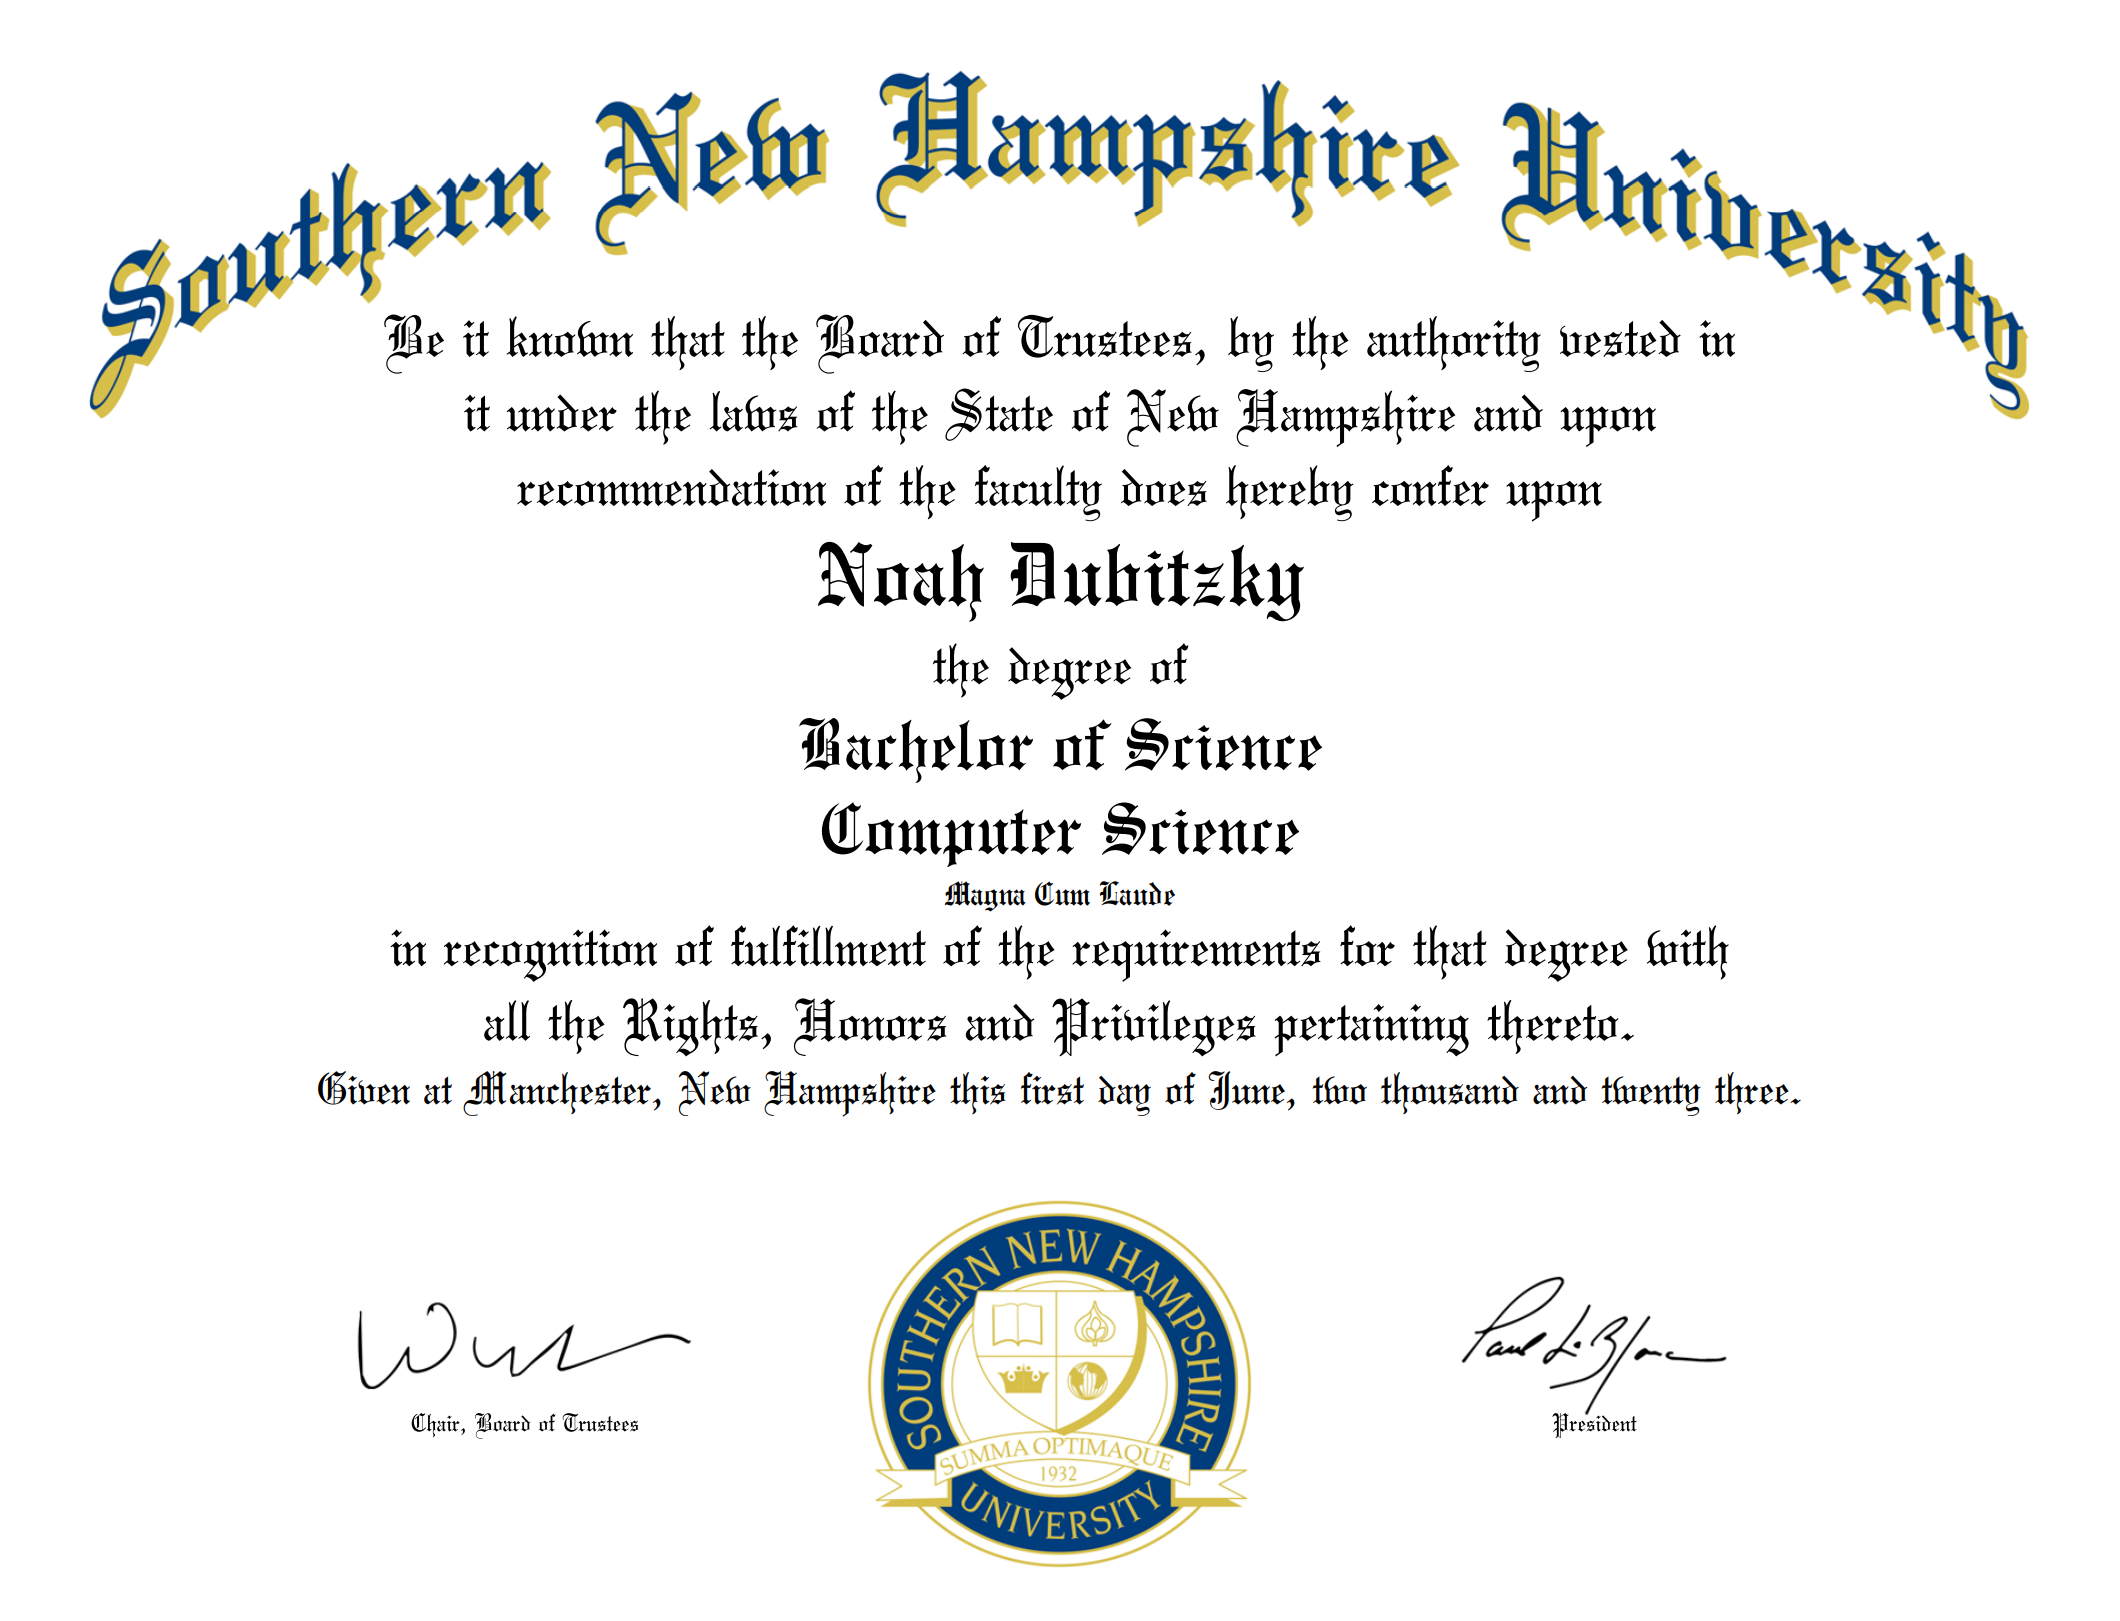 Southern New Hampshire University
Be it known that the Board of Trustees, by the authority vested in
it under the laws of the State of New Hampshire and upon
recommendation of the faculty does hereby confer upon
Noah Dubitzky
the degree of
Bachelor of Science
Computer Science
Magna Cum Laude
in recognition of fulfillment of the requirements for that degree with
all the Rights, Honors and Privileges pertaining thereto.
Given at Manchester, New Hampshire this first day of June, two thousand and twenty three.
Paul LeBlanc
Chair, Board of Trustees
President
SOUTHERN NEW HAMPSHIRE
SUMMA OPTIMAQUE
1932
UNIVERSITY